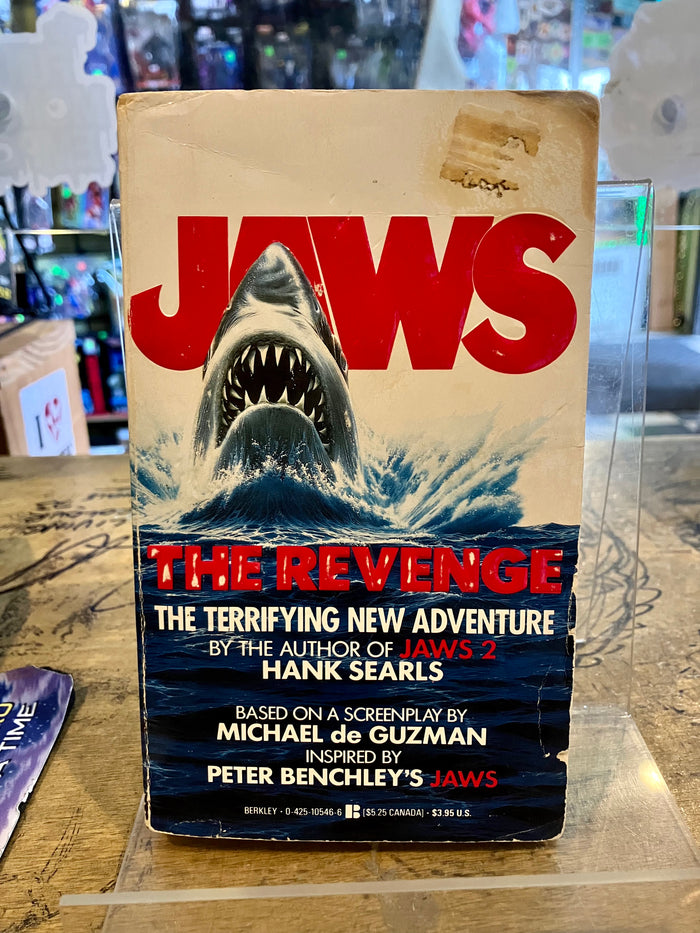 JAWS
THE REVENGE
THE TERRIFYING NEW ADVENTURE
BY THE AUTHOR OF JAWS 2
HANK SEARLS
BASED ON A SCREENPLAY BY
MICHAEL de GUZMAN
INSPIRED BY
PETER BENCHLEY'S JAWS
BERKLEY • 0-425-10546-6 B [$5.25 CANADA] • $3.95 U.S.
I
TIME